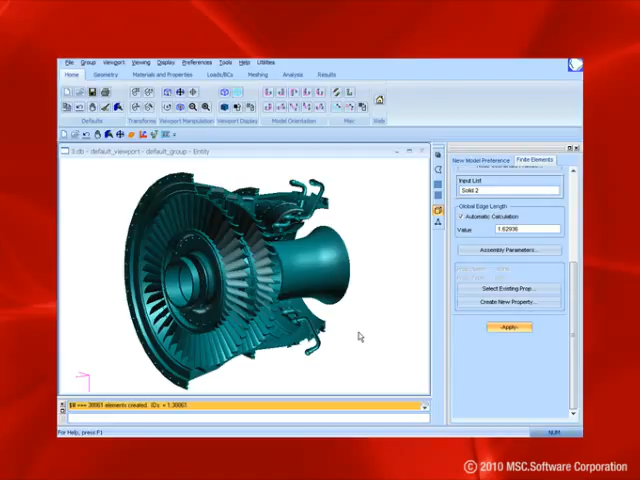 File Group Viewport Viewing Display Preferences Tools Help Utilities
Home Geometry Materials and Properties Loads/BCs Meshing Analysis Results
Defaults Transforms Viewport Manipulation Viewport Display Model Orientation Misc Web
3.db - default_viewport - default_group - Entity
New Model Preference Finite Elements
Input List
Solid 2
Global Edge Length
Automatic Calculation
Value 1.62936
Assembly Parameters...
Select Existing Prop...
Create New Property...
-Apply-
For Help, press F1 NUM
© 2010 MSC.Software Corporation